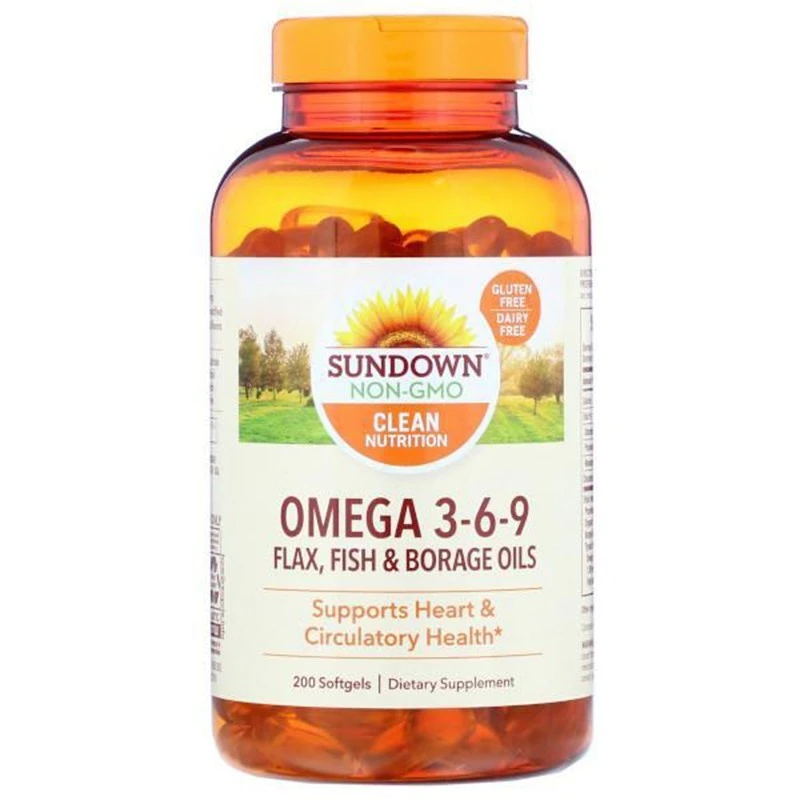 GLUTEN
FREE
DAIRY
FREE
SUNDOWN®
NON-GMO
CLEAN
NUTRITION
OMEGA 3-6-9
FLAX, FISH & BORAGE OILS
Supports Heart &
Circulatory Health*
200 Softgels | Dietary Supplement